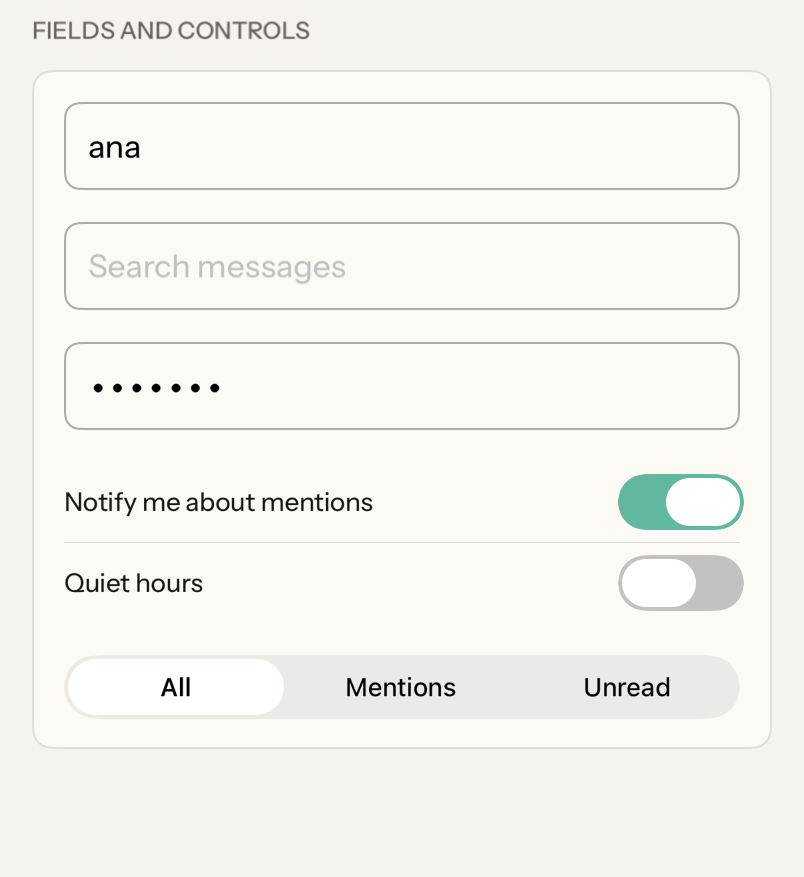 FIELDS AND CONTROLS
ana
Search messages
•••••••
Notify me about mentions
Quiet hours
All Mentions Unread